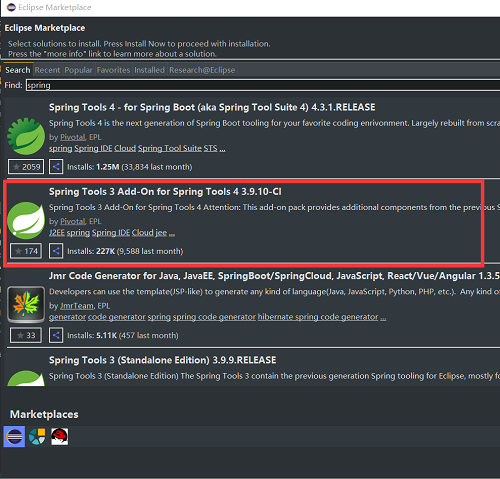 Eclipse Marketplace
Eclipse Marketplace
Select solutions to install. Press Install Now to proceed with installation.
Press the "more info" link to learn more about a solution.
Search Recent Popular Favorites Installed Research@Eclipse
Find: spring
Spring Tools 4 - for Spring Boot (aka Spring Tool Suite 4) 4.3.1.RELEASE
Spring Tools 4 is the next generation of Spring Boot tooling for your favorite coding enrivonment. Largely rebuilt from scra
by Pivotal, EPL
spring Spring IDE Cloud Spring Tool Suite STS ...
2059 Installs: 1.25M (33,834 last month)
Spring Tools 3 Add-On for Spring Tools 4 3.9.10-CI
Spring Tools 3 Add-On for Spring Tools 4 Attention: This add-on pack provides additional components from the previous S
by Pivotal, EPL
J2EE spring Spring IDE Cloud jee ...
174 Installs: 227K (9,588 last month)
Jmr Code Generator for Java, JavaEE, SpringBoot/SpringCloud, JavaScript, React/Vue/Angular 1.3.5
Developers can use the template(JSP-like) to generate any kind of language(Java, JavaScript, Python, PHP, etc.). Any kind of
by JmrTeam, EPL
generator code generator spring spring code generator hibernate spring code generator ...
33 Installs: 5.11K (457 last month)
Spring Tools 3 (Standalone Edition) 3.9.9.RELEASE
Spring Tools 3 (Standalone Edition) The Spring Tools 3 contain the previous generation Spring tooling for Eclipse, mostly fo
Marketplaces